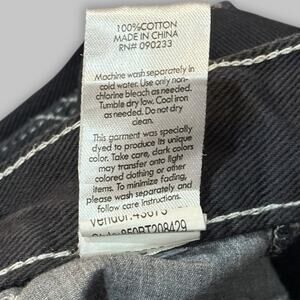 100%COTTON
MADE IN CHINA
RN# 090233
Machine wash separately in
cold water. Use only non-
chlorine bleach as needed.
Tumble dry low. Cool iron
as needed. Do not dry
clean.
This garment was specially
dyed to produce its unique
color. Take care, dark colors
may transfer onto light
colored clothing or other
items. To minimize fading,
please wash separately and
follow care instructions.
Vendor:
Style:850BT208429